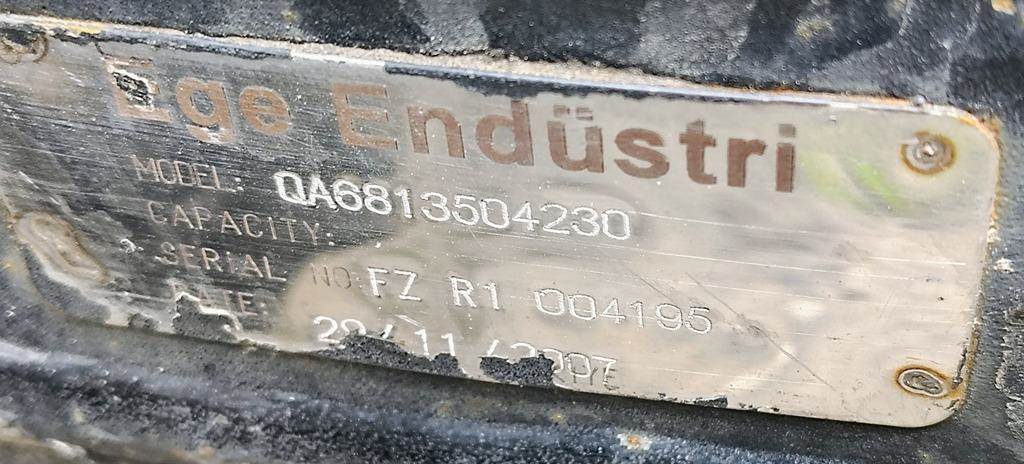 Ege Endüstri
MODEL: QA6813504230
CAPACITY:
SERIAL NO: FZ R1 004195
DATE: